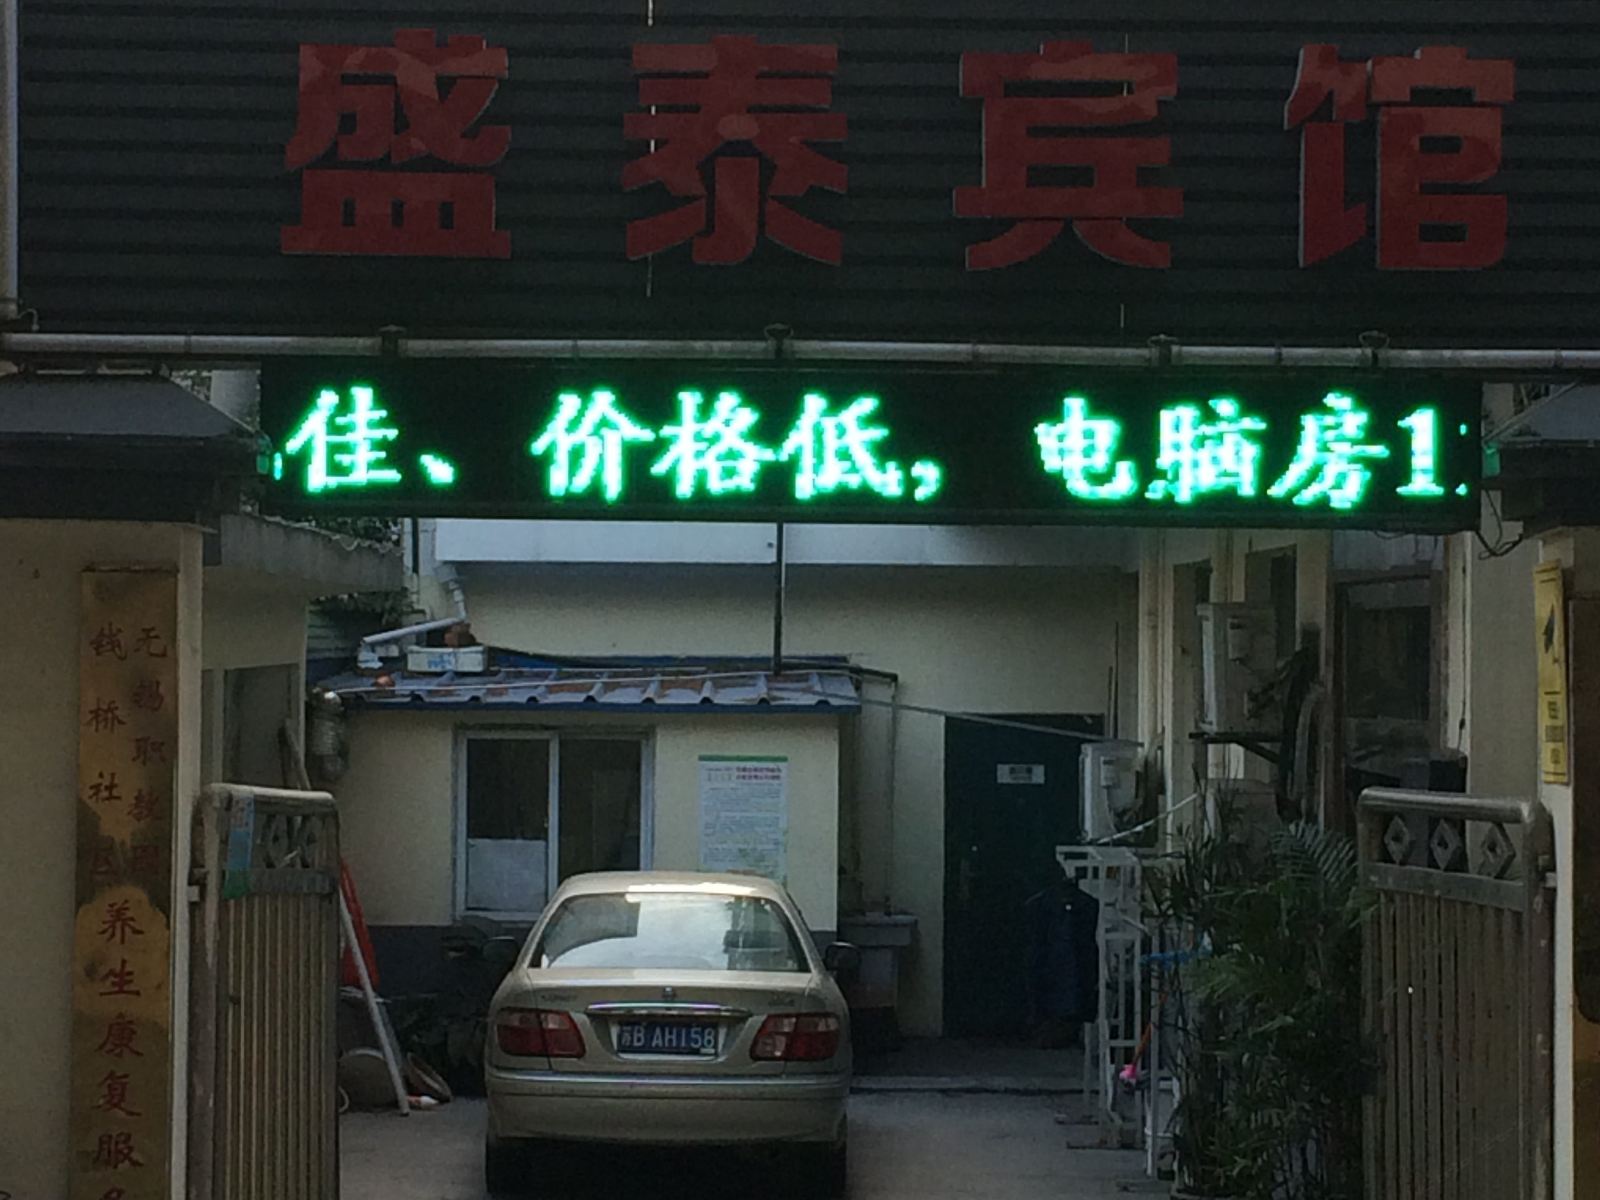 盛泰宾馆
佳、价格低，电脑房1
无锡职教园
钱桥社区养生康复服
苏B AH158